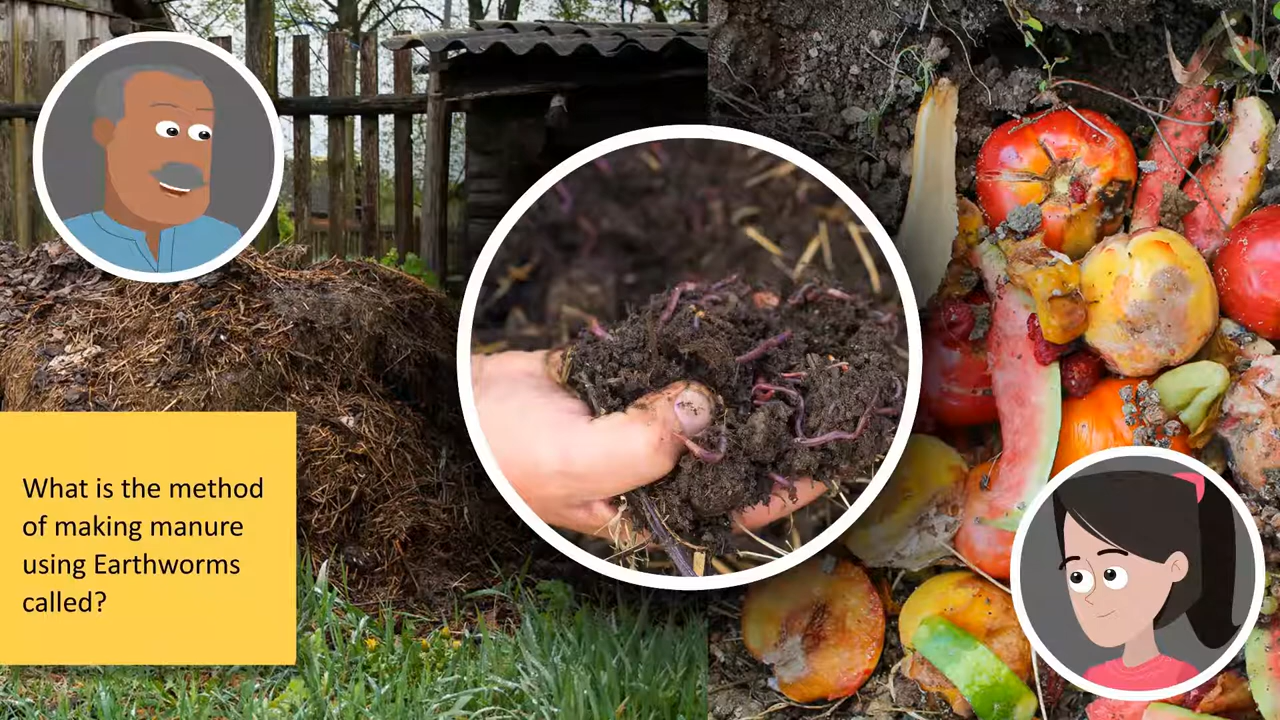 What is the method
of making manure
using Earthworms
called?